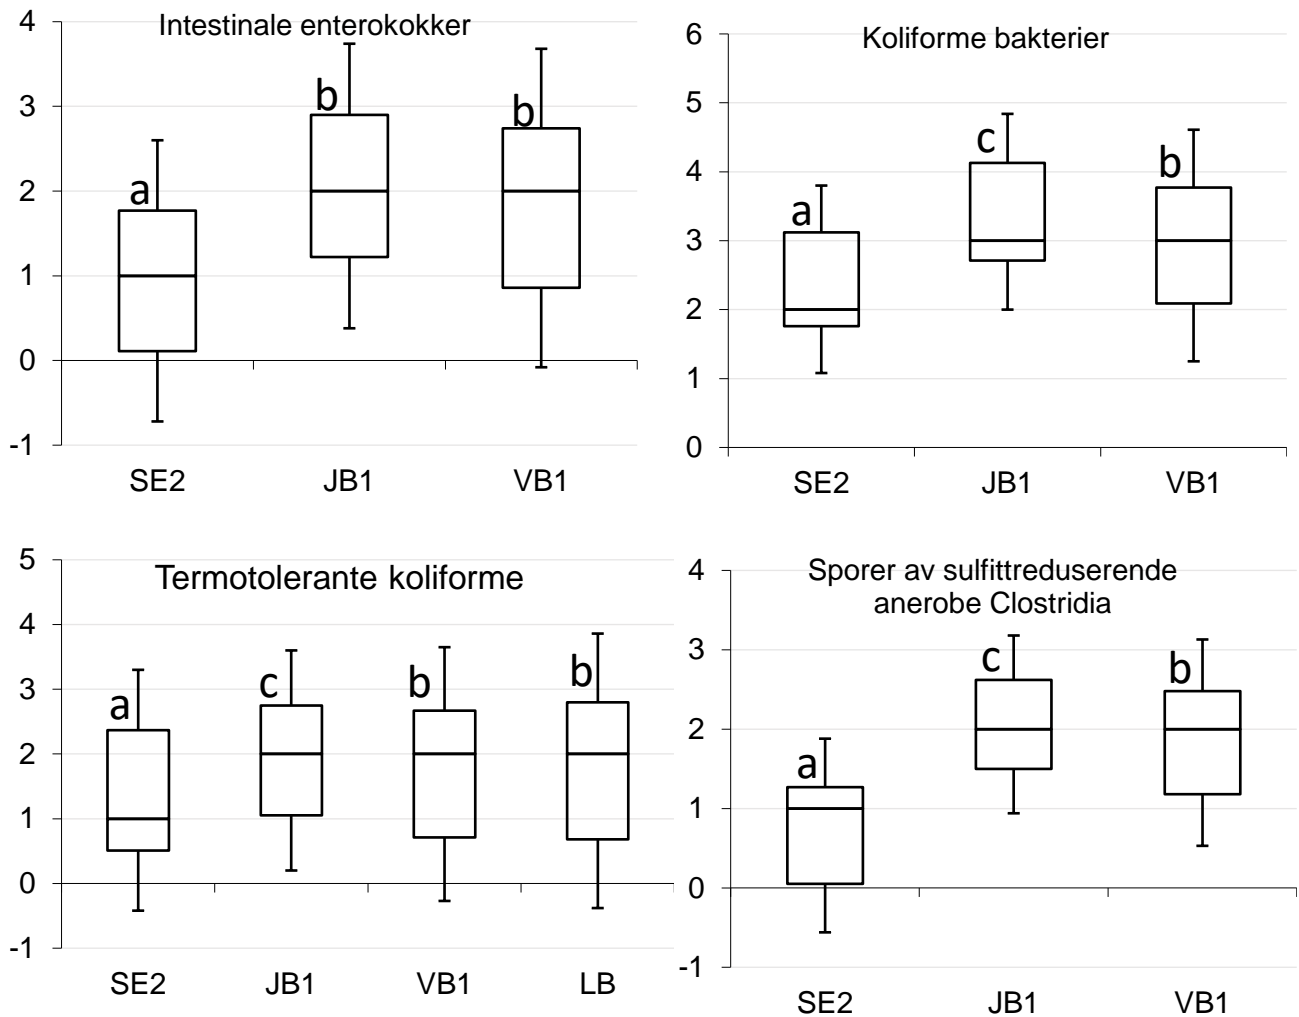 Intestinale enterokokker
4
3
2
1
0
-1
a
b
b
SE2 JB1 VB1
Koliforme bakterier
6
5
4
3
2
1
0
a
c
b
SE2 JB1 VB1
Termotolerante koliforme
5
4
3
2
1
0
-1
a
c
b
b
SE2 JB1 VB1 LB
Sporer av sulfittreduserende
anerobe Clostridia
4
3
2
1
0
-1
a
c
b
SE2 JB1 VB1